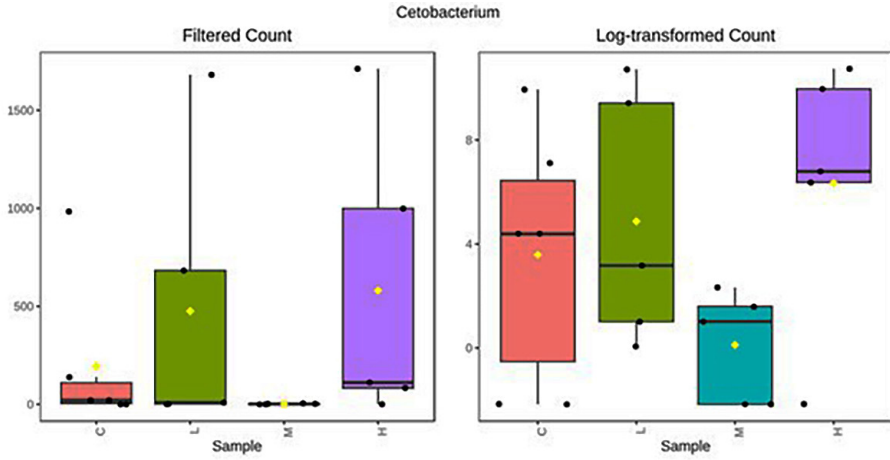 Cetobacterium
Filtered Count
Log-transformed Count
1500
1000
500
0
8
4
0
C
L
M
H
C
L
M
H
Sample
Sample